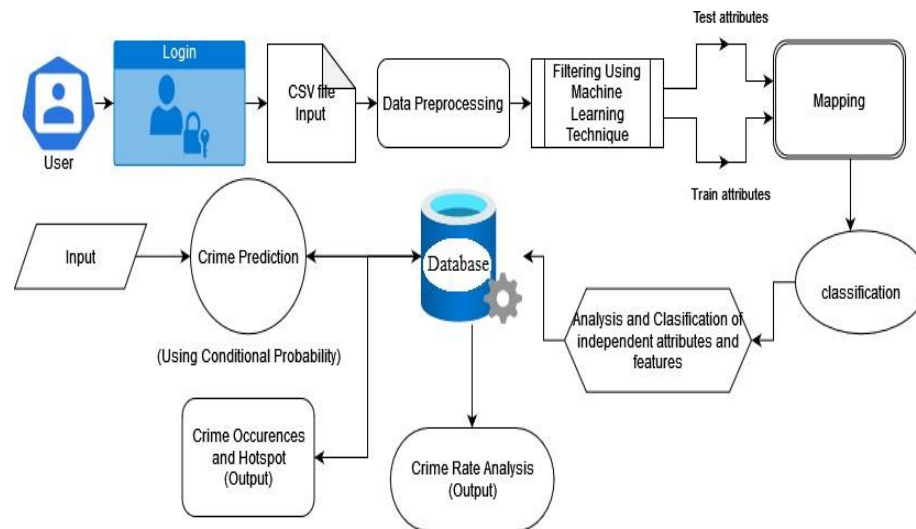 Test attributes
Login
CSV file
Input
Data Preprocessing
Filtering Using
Machine
Learning
Technique
Mapping
User
Train attributes
Input
Crime Prediction
Database
classification
(Using Conditional Probability)
Analysis and Clasification of
independent attributes and
features
Crime Occurences
and Hotspot
(Output)
Crime Rate Analysis
(Output)